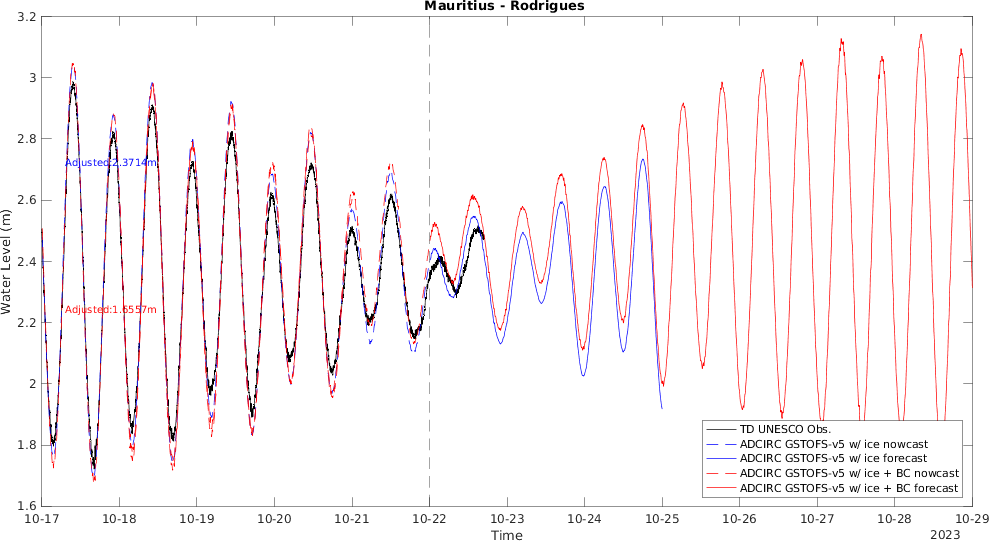 Mauritius - Rodrigues
3.2
3
2.8
2.6
2.4
2.2
2
1.8
1.6
Water Level (m)
Adjusted:2.3714m
Adjusted:1.6557m
TD UNESCO Obs.
ADCIRC GSTOFS-v5 w/ ice nowcast
ADCIRC GSTOFS-v5 w/ ice forecast
ADCIRC GSTOFS-v5 w/ ice + BC nowcast
ADCIRC GSTOFS-v5 w/ ice + BC forecast
10-17 10-18 10-19 10-20 10-21 10-22 10-23 10-24 10-25 10-26 10-27 10-28 10-29
Time
2023